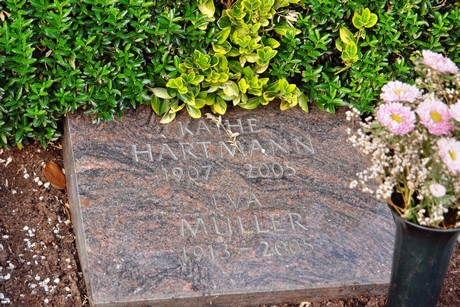 KÄTHE
HARTMANN
1907 – 2005
EVA
MÜLLER
1913 – 2005